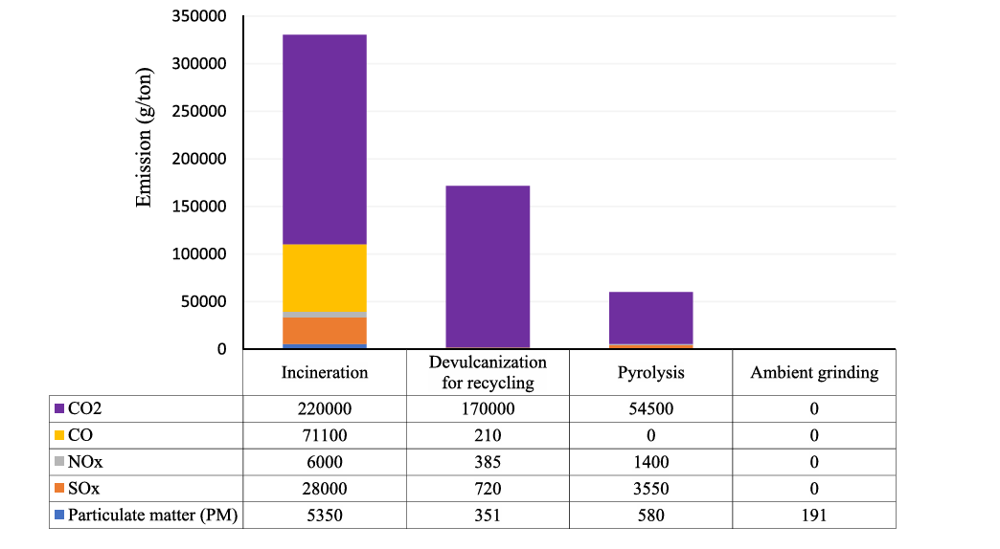 350000
300000
250000
200000
150000
100000
50000
0
Emission (g/ton)
Incineration
Devulcanization
for recycling
Pyrolysis
Ambient grinding
CO2 220000 170000 54500 0
CO 71100 210 0 0
NOx 6000 385 1400 0
SOx 28000 720 3550 0
Particulate matter (PM) 5350 351 580 191